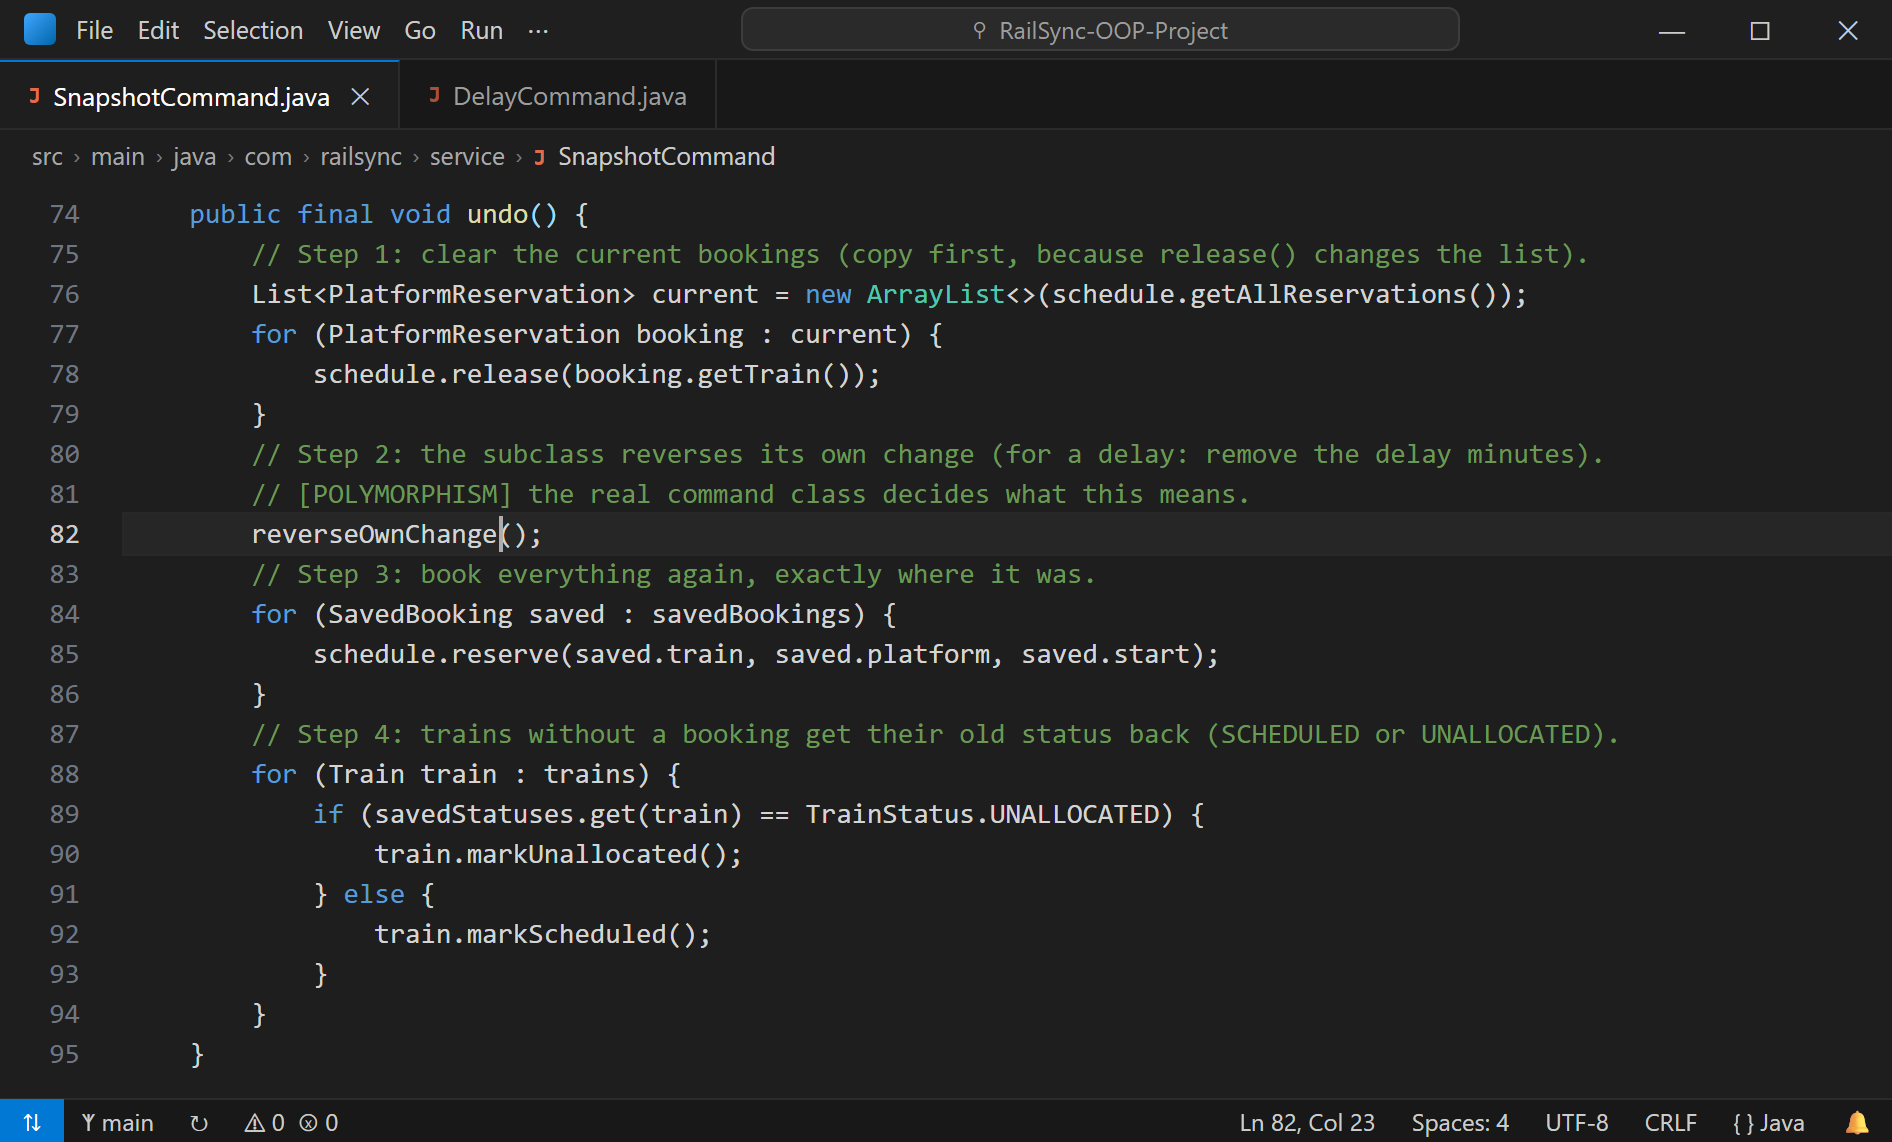 File Edit Selection View Go Run ··· RailSync-OOP-Project
J SnapshotCommand.java J DelayCommand.java
src › main › java › com › railsync › service › J SnapshotCommand
74 public final void undo() {
75 // Step 1: clear the current bookings (copy first, because release() changes the list).
76 List<PlatformReservation> current = new ArrayList<>(schedule.getAllReservations());
77 for (PlatformReservation booking : current) {
78 schedule.release(booking.getTrain());
79 }
80 // Step 2: the subclass reverses its own change (for a delay: remove the delay minutes).
81 // [POLYMORPHISM] the real command class decides what this means.
82 reverseOwnChange();
83 // Step 3: book everything again, exactly where it was.
84 for (SavedBooking saved : savedBookings) {
85 schedule.reserve(saved.train, saved.platform, saved.start);
86 }
87 // Step 4: trains without a booking get their old status back (SCHEDULED or UNALLOCATED).
88 for (Train train : trains) {
89 if (savedStatuses.get(train) == TrainStatus.UNALLOCATED) {
90 train.markUnallocated();
91 } else {
92 train.markScheduled();
93 }
94 }
95 }
main 0 0 Ln 82, Col 23 Spaces: 4 UTF-8 CRLF { } Java